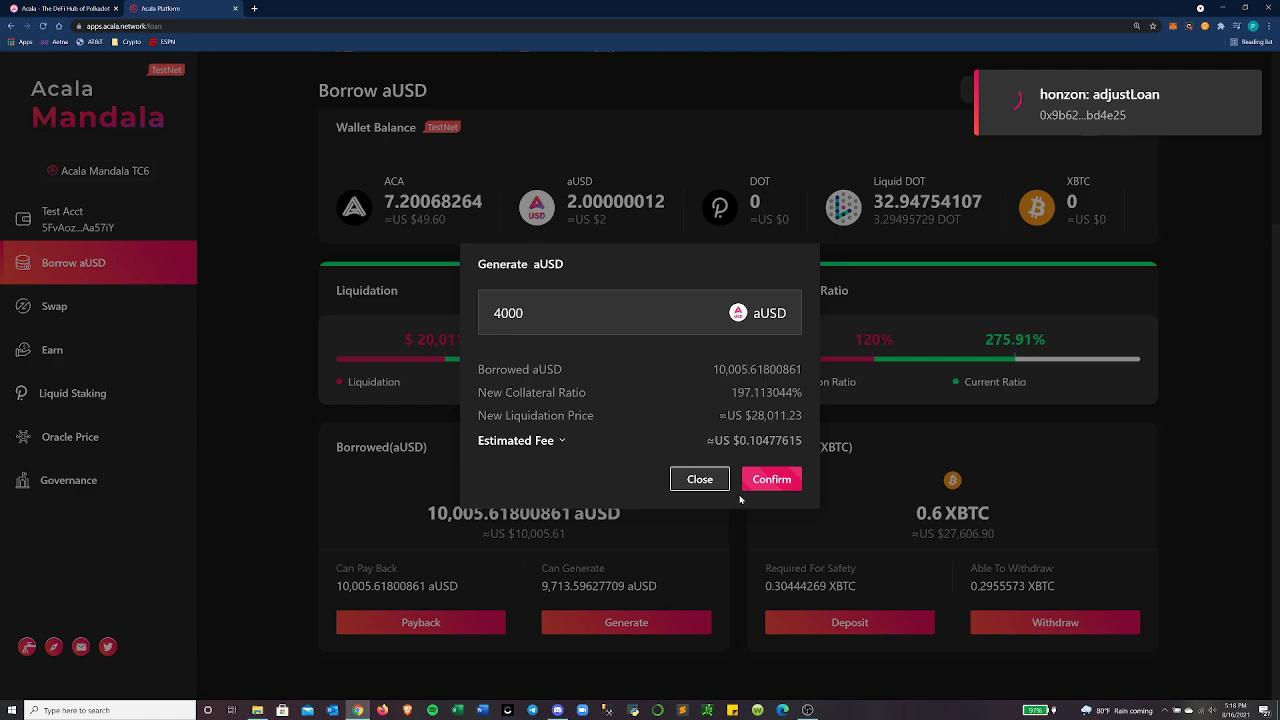 Acala - The DeFi Hub of Polkadot
Acala Platform
apps.acala.network/loan
Apps
Aetna
AT&T
Crypto
ESPN
Reading list
TestNet
Acala
Mandala
Acala Mandala TC6
Test Acct
5FvAoz...Aa57iY
Borrow aUSD
Swap
Earn
Liquid Staking
Oracle Price
Governance
Borrow aUSD
honzon: adjustLoan
0x9b62...bd4e25
Wallet Balance TestNet
ACA
7.20068264
≈US $49.60
aUSD
2.00000012
≈US $2
DOT
0
≈US $0
Liquid DOT
32.94754107
3.29495729 DOT
XBTC
0
≈US $0
Liquidation
$ 20,011
Liquidation
Ratio
120%
275.91%
on Ratio
Current Ratio
Generate aUSD
4000
aUSD
Borrowed aUSD 10,005.61800861
New Collateral Ratio 197.113044%
New Liquidation Price ≈US $28,011.23
Estimated Fee ≈US $0.10477615
Close
Confirm
Borrowed(aUSD)
10,005.61800861 aUSD
≈US $10,005.61
Can Pay Back
10,005.61800861 aUSD
Can Generate
9,713.59627709 aUSD
Payback
Generate
(XBTC)
0.6 XBTC
≈US $27,606.90
Required For Safety
0.30444269 XBTC
Able To Withdraw
0.2955573 XBTC
Deposit
Withdraw
Type here to search
97%
80°F Rain coming
5:18 PM
8/16/2021